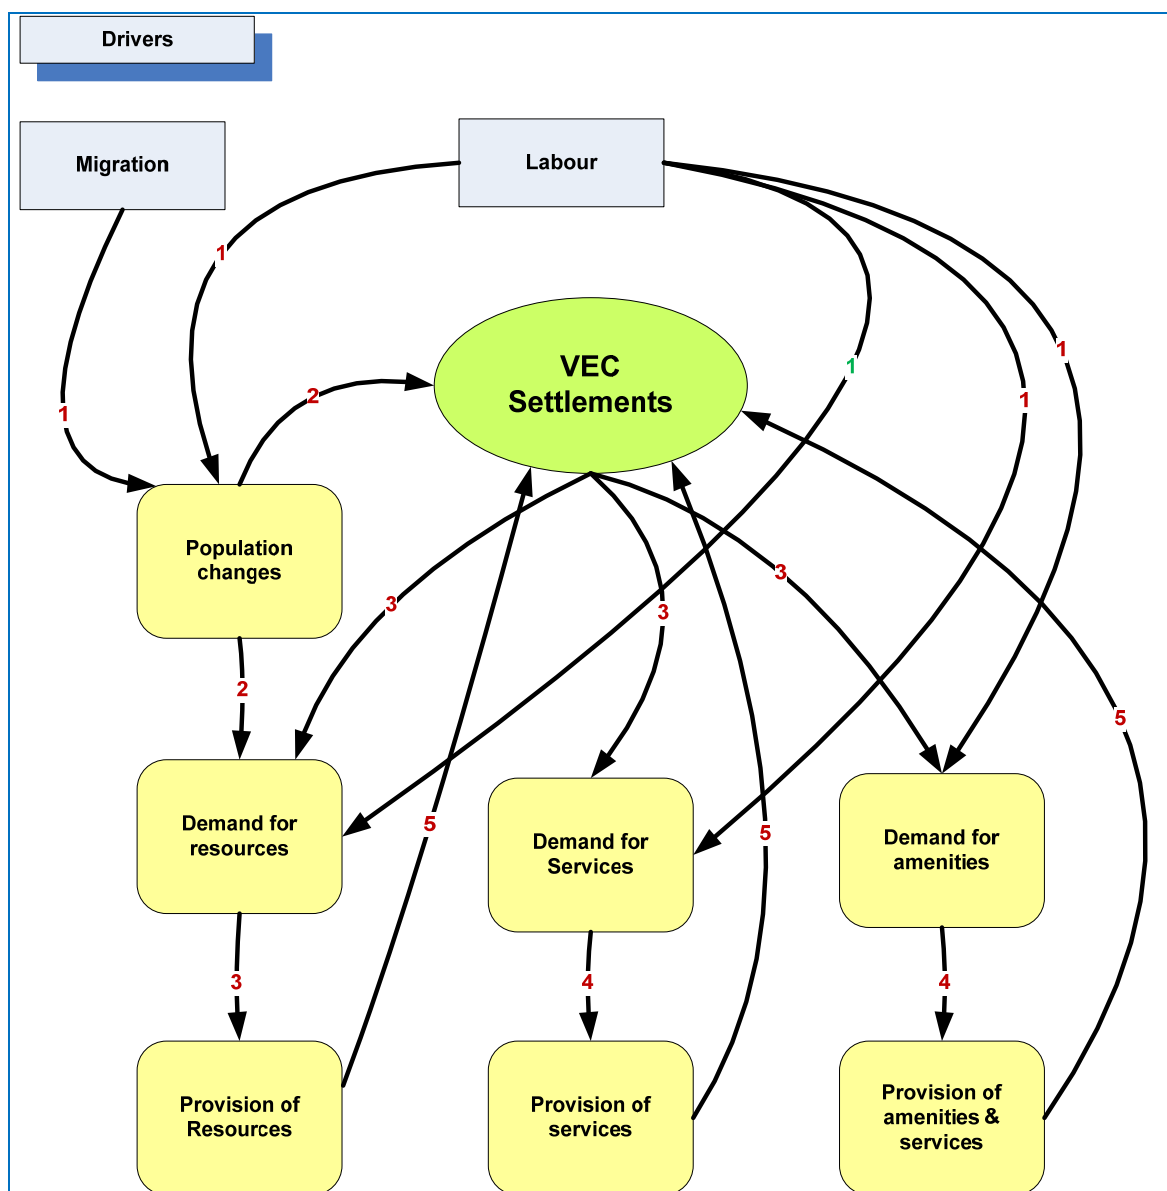 Drivers
Migration
Labour
1
VEC
Settlements
1
1
2
1
1
Population
changes
3
3
3
2
5
Demand for
resources
5
5
Demand for
Services
Demand for
amenities
3
4
4
Provision of
Resources
Provision of
services
Provision of
amenities &
services